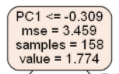 PC1 <= -0.309
mse = 3.459
samples = 158
value = 1.774